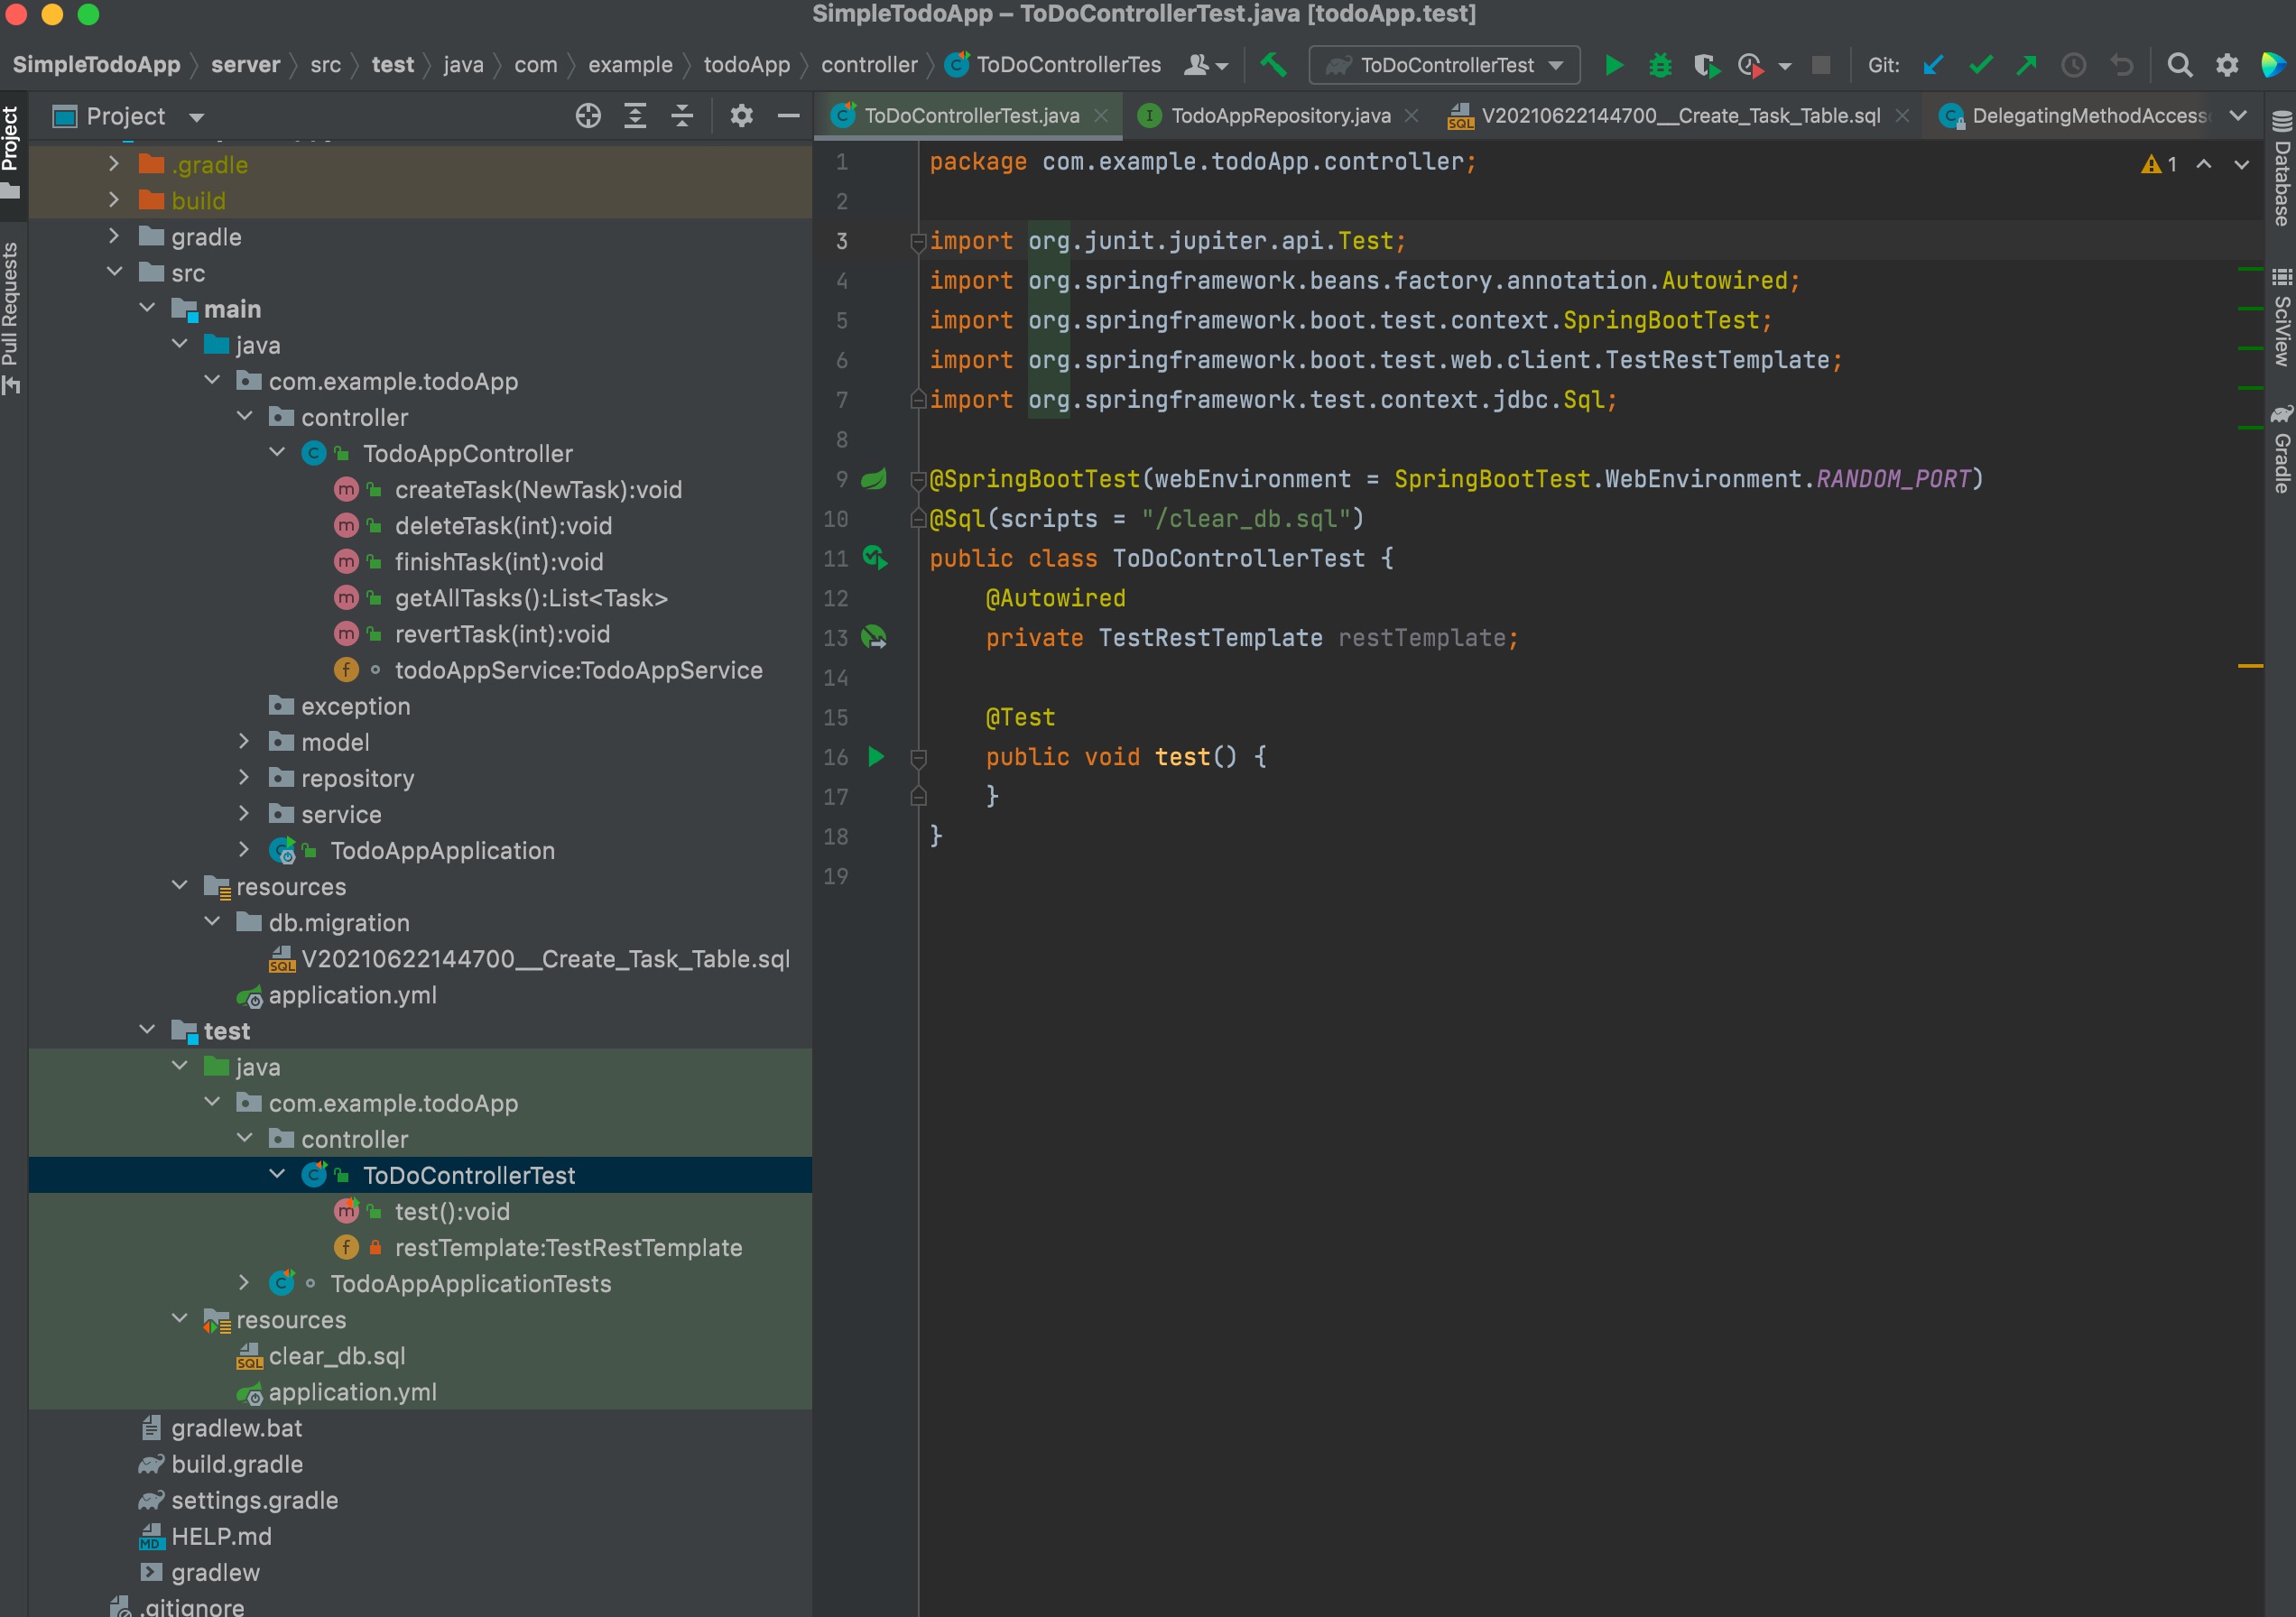 SimpleTodoApp – ToDoControllerTest.java [todoApp.test]
SimpleTodoApp server src test java com example todoApp controller ToDoControllerTes ToDoControllerTest Git:
Project
Pull Requests
Project
.gradle
build
gradle
src
main
java
com.example.todoApp
controller
C TodoAppController
m createTask(NewTask):void
m deleteTask(int):void
m finishTask(int):void
m getAllTasks():List<Task>
m revertTask(int):void
f todoAppService:TodoAppService
exception
model
repository
service
TodoAppApplication
resources
db.migration
SQL V20210622144700__Create_Task_Table.sql
application.yml
test
java
com.example.todoApp
controller
C ToDoControllerTest
m test():void
f restTemplate:TestRestTemplate
C TodoAppApplicationTests
resources
SQL clear_db.sql
application.yml
gradlew.bat
build.gradle
settings.gradle
MD HELP.md
gradlew
.gitignore
C ToDoControllerTest.java I TodoAppRepository.java SQL V20210622144700__Create_Task_Table.sql C DelegatingMethodAccess
1 package com.example.todoApp.controller;
1
2
3 import org.junit.jupiter.api.Test;
4 import org.springframework.beans.factory.annotation.Autowired;
5 import org.springframework.boot.test.context.SpringBootTest;
6 import org.springframework.boot.test.web.client.TestRestTemplate;
7 import org.springframework.test.context.jdbc.Sql;
8
9 @SpringBootTest(webEnvironment = SpringBootTest.WebEnvironment.RANDOM_PORT)
10 @Sql(scripts = "/clear_db.sql")
11 public class ToDoControllerTest {
12 @Autowired
13 private TestRestTemplate restTemplate;
14
15 @Test
16 public void test() {
17 }
18 }
19
Database
SciView
Gradle